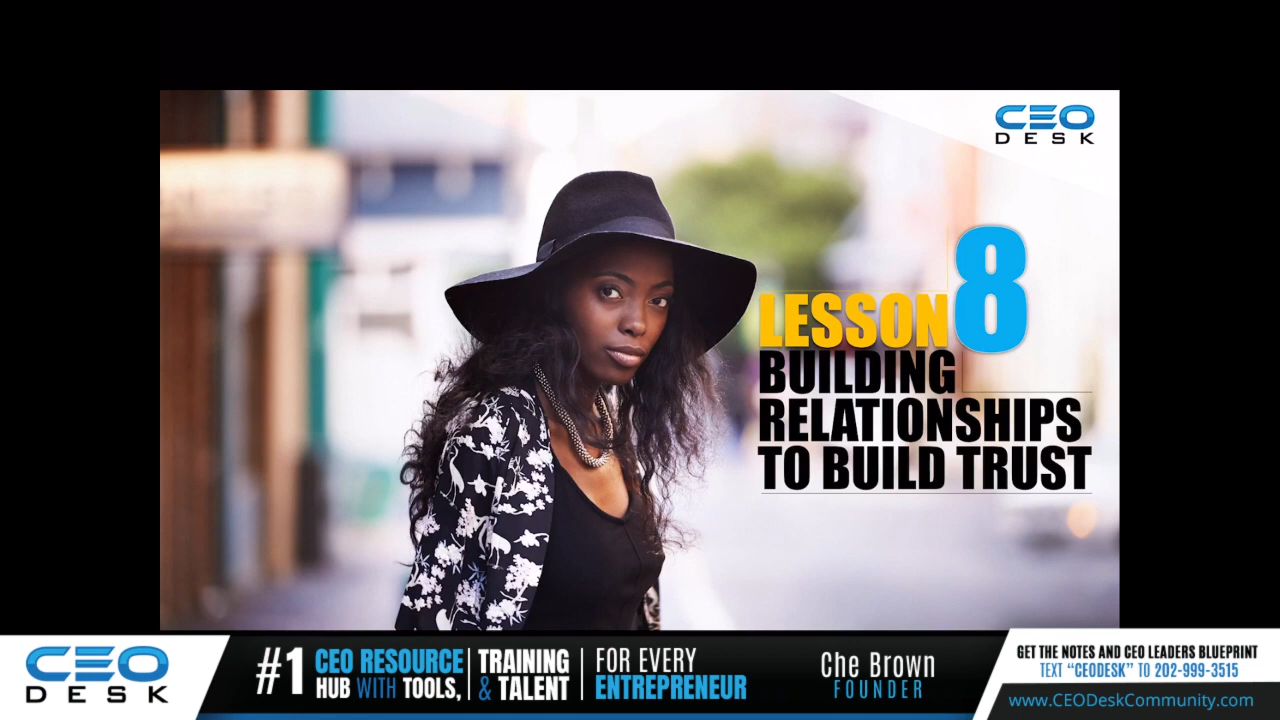 CEO
DESK
LESSON 8
BUILDING
RELATIONSHIPS
TO BUILD TRUST
CEO
DESK
#1 CEO RESOURCE
HUB WITH TOOLS,
TRAINING
& TALENT
FOR EVERY
ENTREPRENEUR
Che Brown
FOUNDER
GET THE NOTES AND CEO LEADERS BLUEPRINT
TEXT “CEODESK” TO 202-999-3515
www.CEODeskCommunity.com